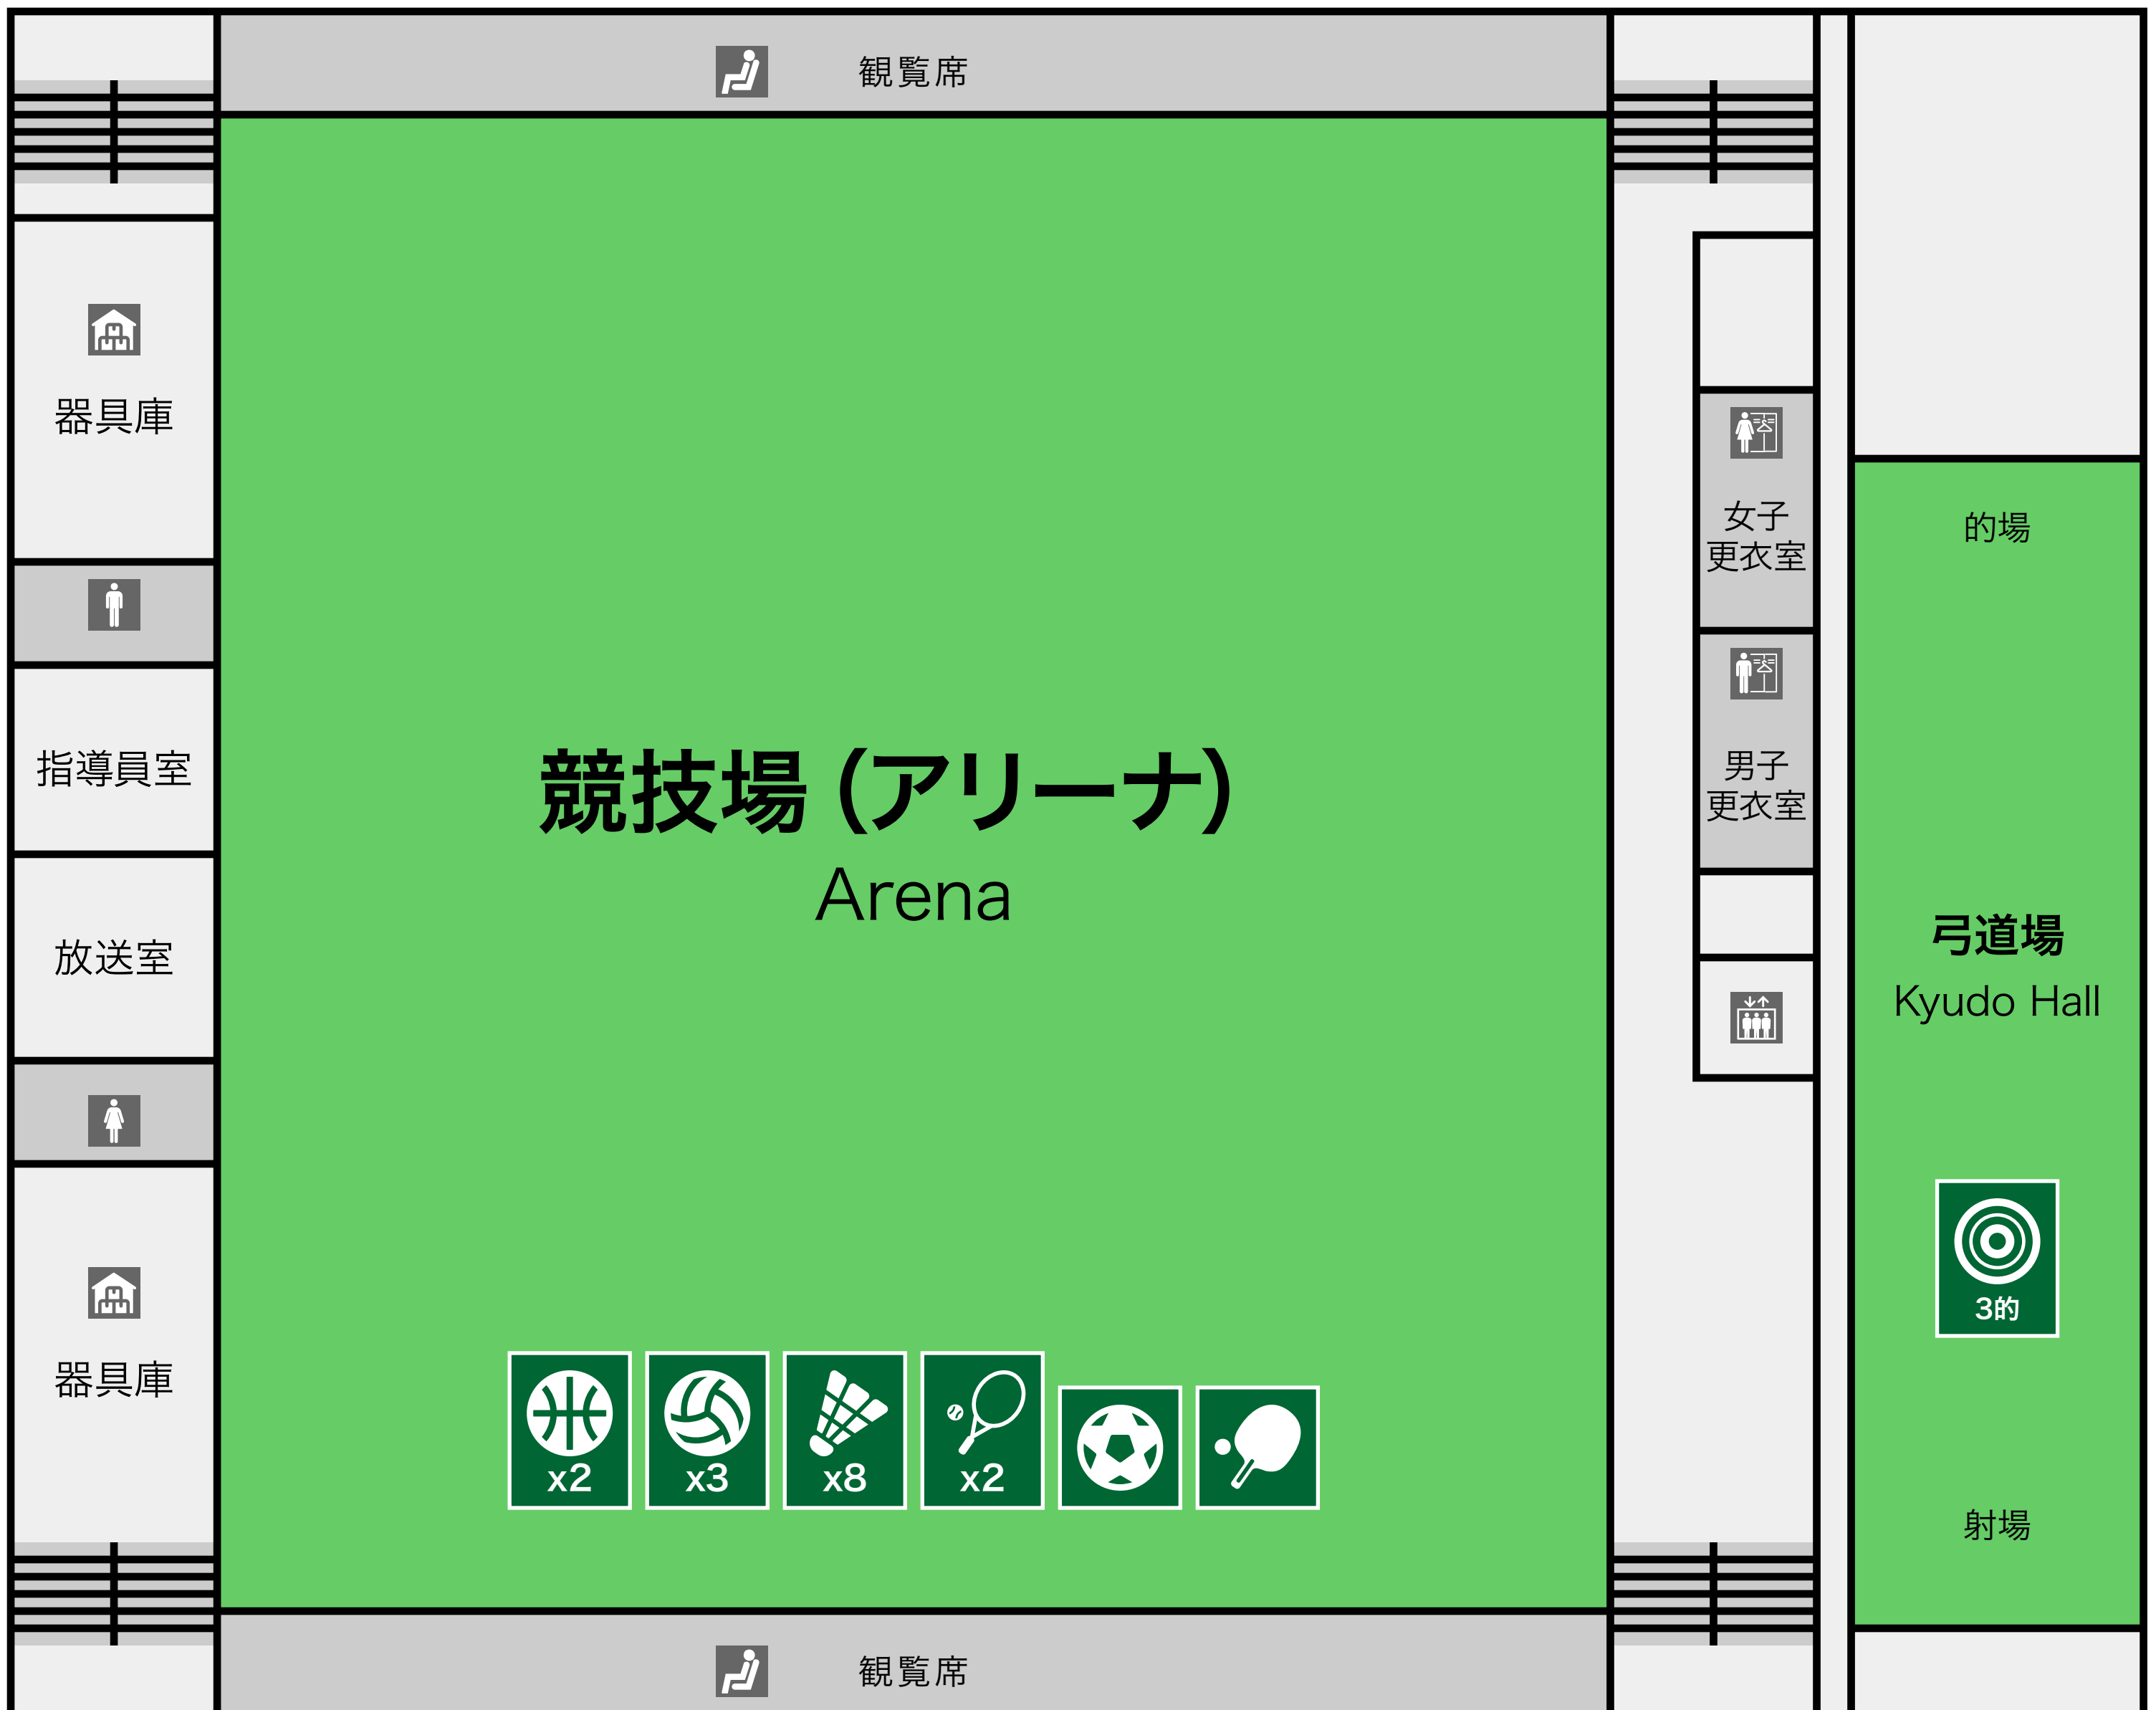 観覧席
器具庫
女子
更衣室
的場
指導員室
競技場（アリーナ）
Arena
男子
更衣室
放送室
弓道場
Kyudo Hall
3的
器具庫
x2
x3
x8
x2
射場
観覧席